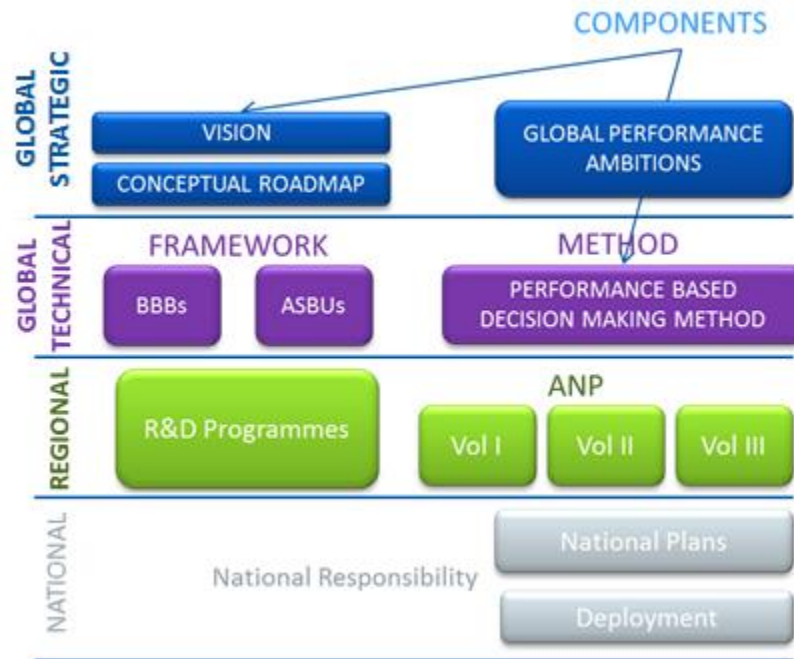 COMPONENTS
GLOBAL
STRATEGIC
VISION
CONCEPTUAL ROADMAP
GLOBAL PERFORMANCE
AMBITIONS
GLOBAL
TECHNICAL
FRAMEWORK
BBBs
ASBUs
METHOD
PERFORMANCE BASED
DECISION MAKING METHOD
REGIONAL
R&D Programmes
ANP
Vol I
Vol II
Vol III
NATIONAL
National Responsibility
National Plans
Deployment